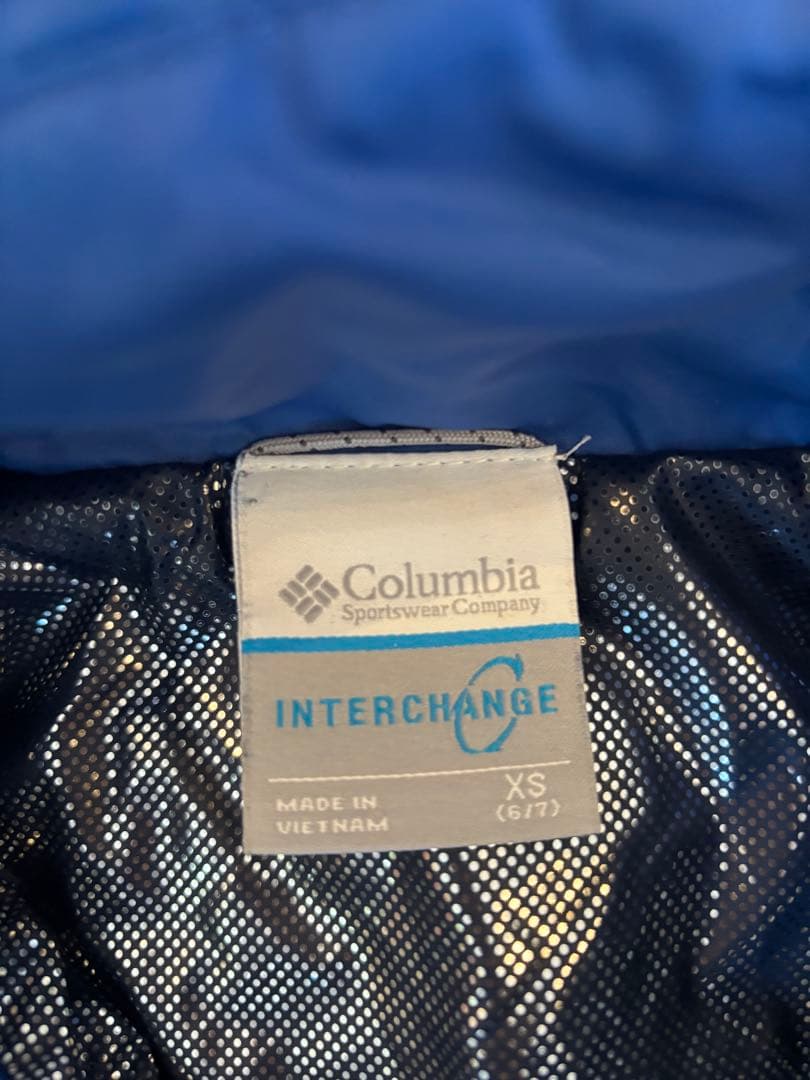 Columbia
Sportswear Company
INTERCHANGE
XS
(6/7)
MADE IN
VIETNAM